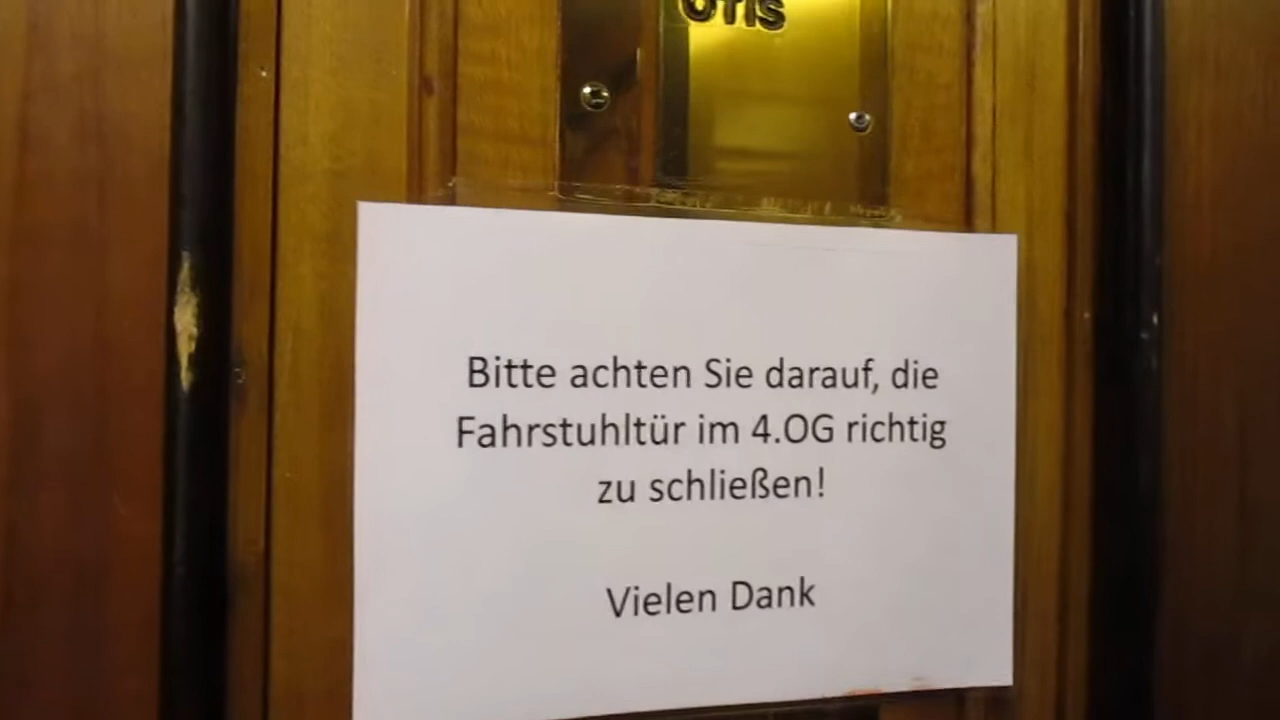 OTIS
Bitte achten Sie darauf, die
Fahrstuhltür im 4.OG richtig
zu schließen!
Vielen Dank